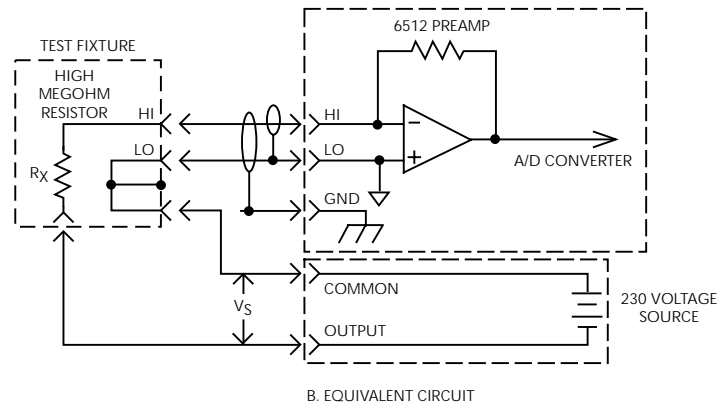 6512 PREAMP
TEST FIXTURE
HIGH
MEGOHM
RESISTOR
HI
HI
−
LO
LO
+
A/D CONVERTER
RX
GND
COMMON
VS
230 VOLTAGE
SOURCE
OUTPUT
B. EQUIVALENT CIRCUIT